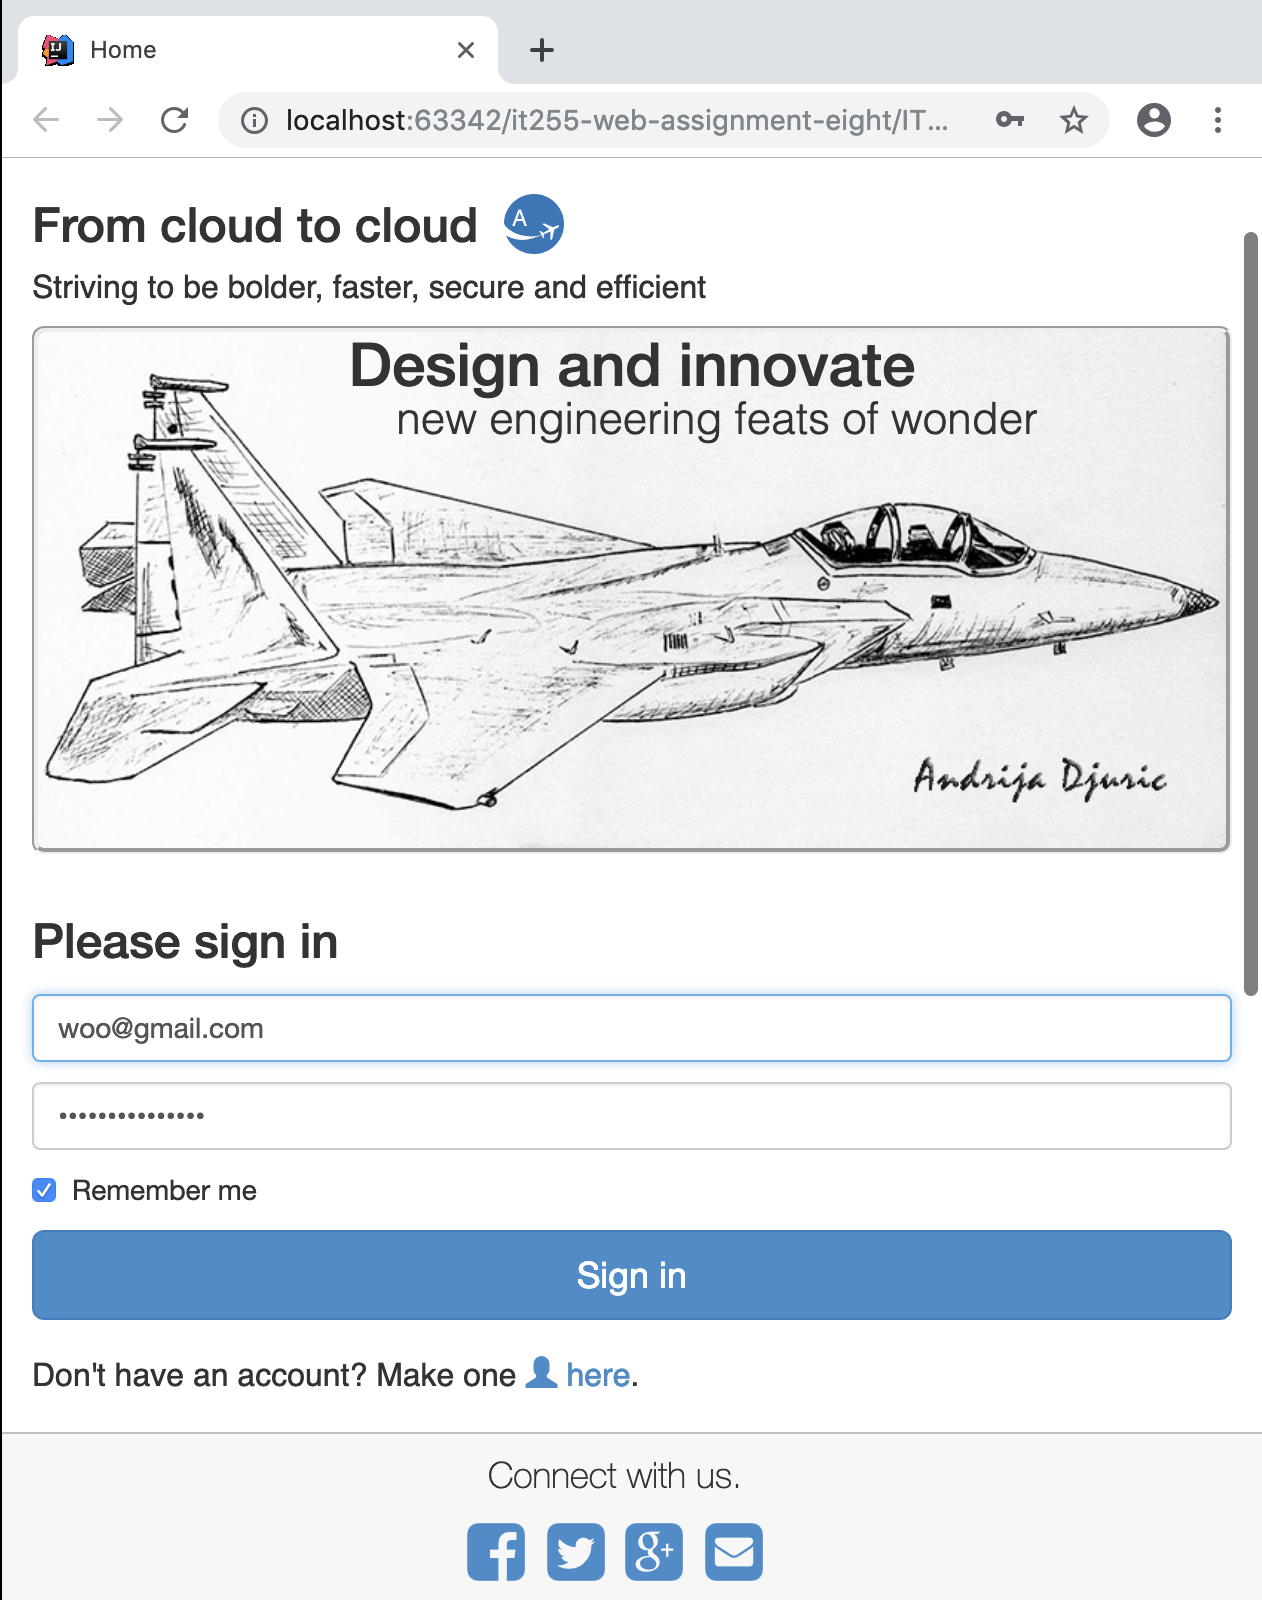 Home
localhost:63342/it255-web-assignment-eight/IT...
From cloud to cloud A
Striving to be bolder, faster, secure and efficient
Design and innovate
new engineering feats of wonder
Andrija Djuric
Please sign in
woo@gmail.com
•••••••••••••••
Remember me
Sign in
Don't have an account? Make one here.
Connect with us.